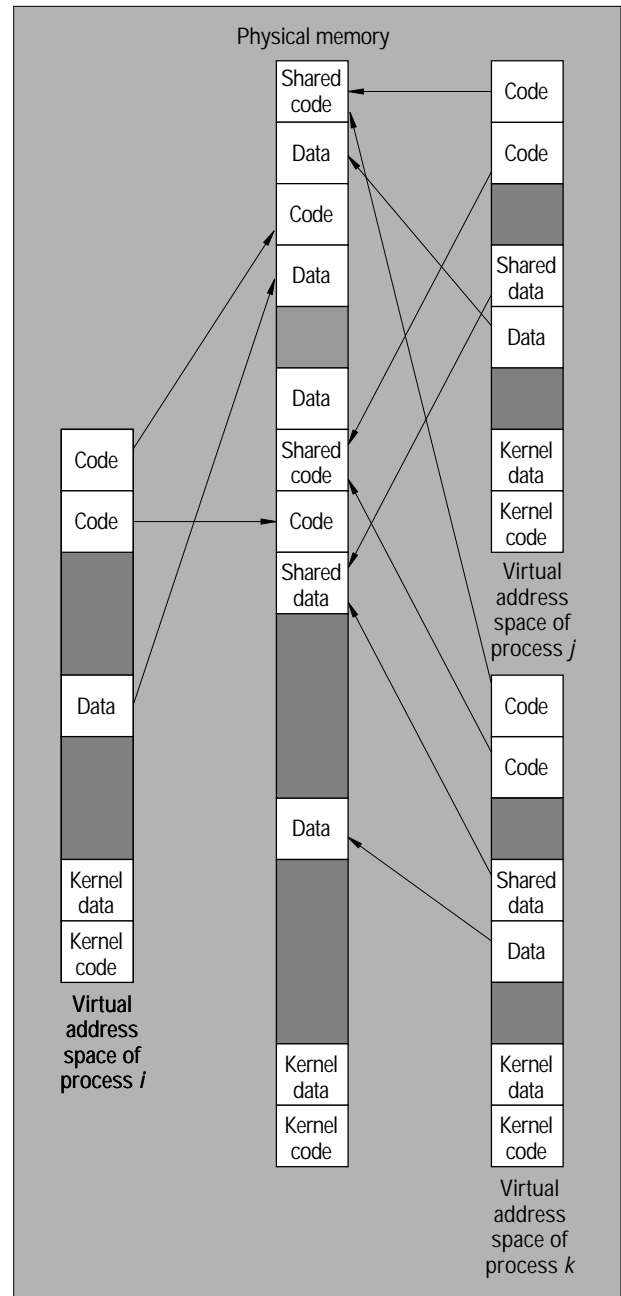 Physical memory
Shared
code
Data
Code
Data
Data
Shared
code
Code
Shared
data
Data
Kernel
data
Kernel
code
Code
Code
Data
Kernel
data
Kernel
code
Virtual
address
space of
process i
Code
Code
Shared
data
Data
Kernel
data
Kernel
code
Virtual
address
space of
process j
Code
Code
Shared
data
Data
Kernel
data
Kernel
code
Virtual
address
space of
process k